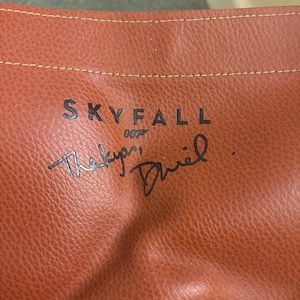 SKYFALL
007
Thank you,
Daniel.